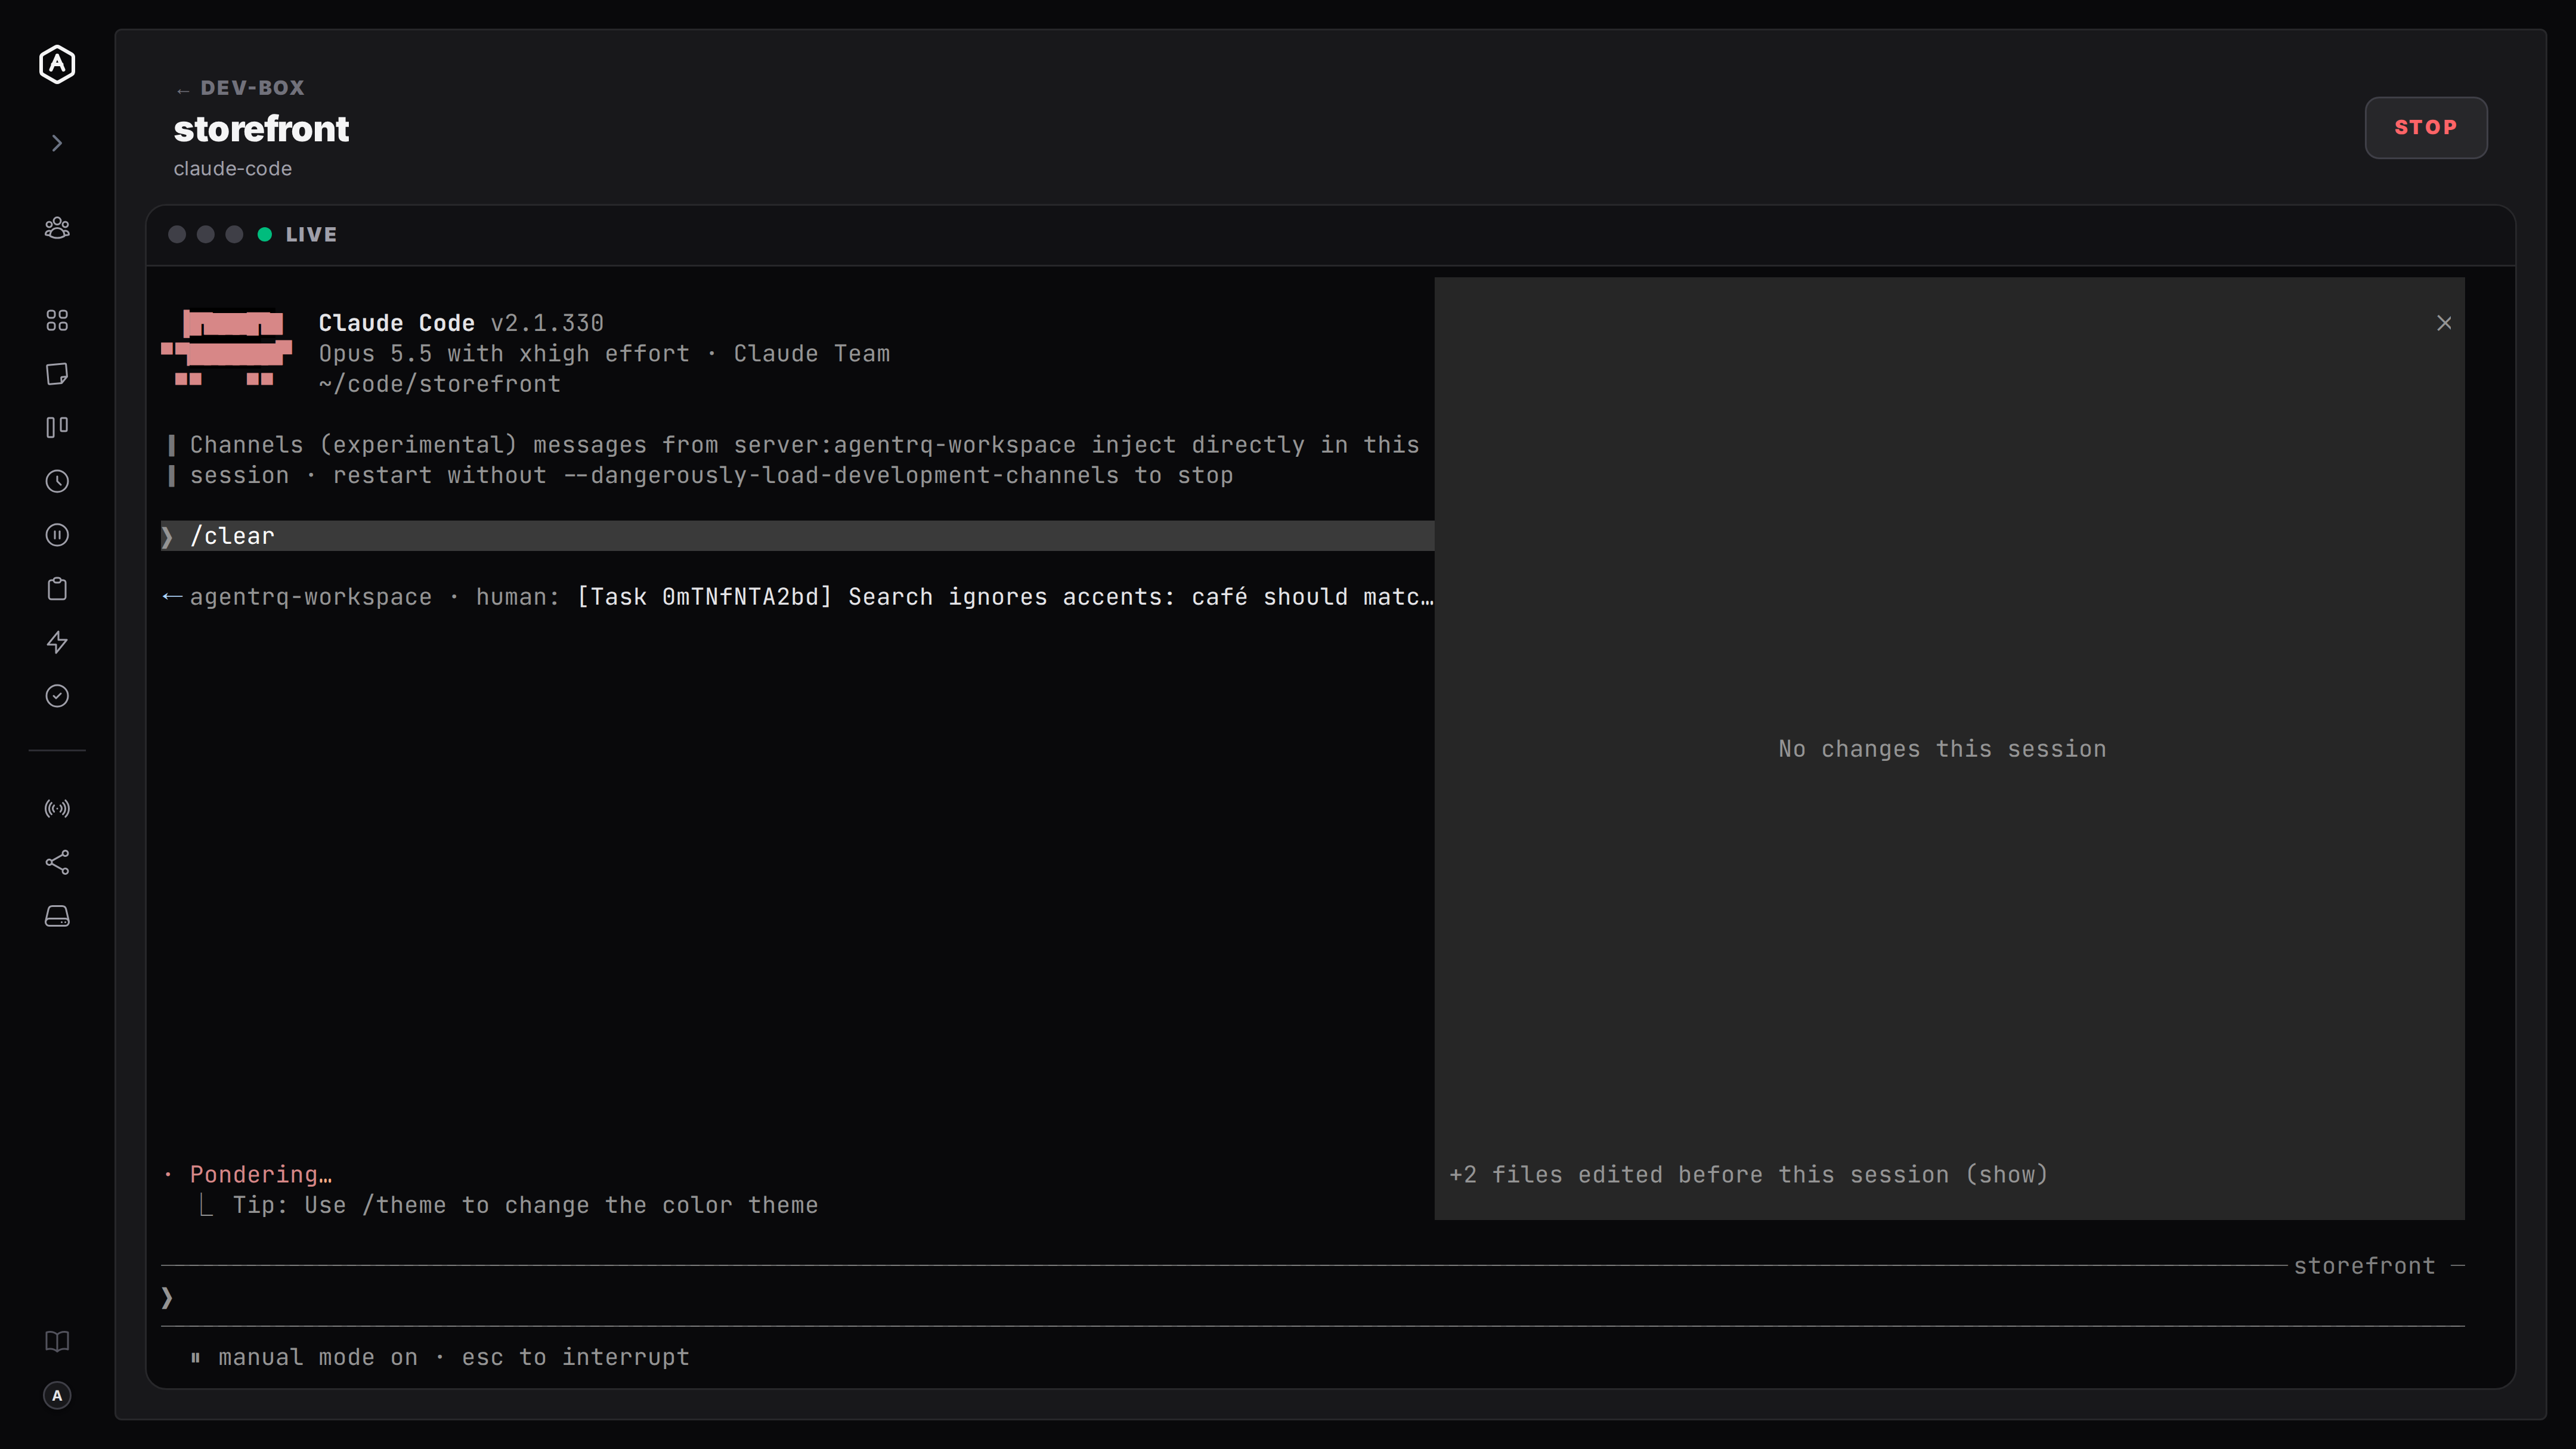 ← DEV-BOX
storefront
claude-code
STOP
LIVE
Claude Code v2.1.330
Opus 5.5 with xhigh effort · Claude Team
~/code/storefront
Channels (experimental) messages from server:agentrq-workspace inject directly in this
session · restart without --dangerously-load-development-channels to stop
❯ /clear
← agentrq-workspace · human: [Task 0mTNfNTA2bd] Search ignores accents: café should matc…
No changes this session
· Pondering…
+2 files edited before this session (show)
⎿ Tip: Use /theme to change the color theme
storefront
❯
⏸ manual mode on · esc to interrupt
A